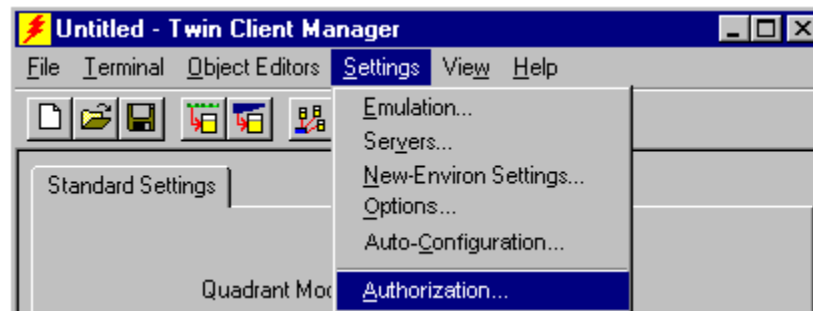 Untitled - Twin Client Manager
File Terminal Object Editors Settings View Help
Emulation...
Servers...
New-Environ Settings...
Options...
Auto-Configuration...
Authorization...
Standard Settings
Quadrant